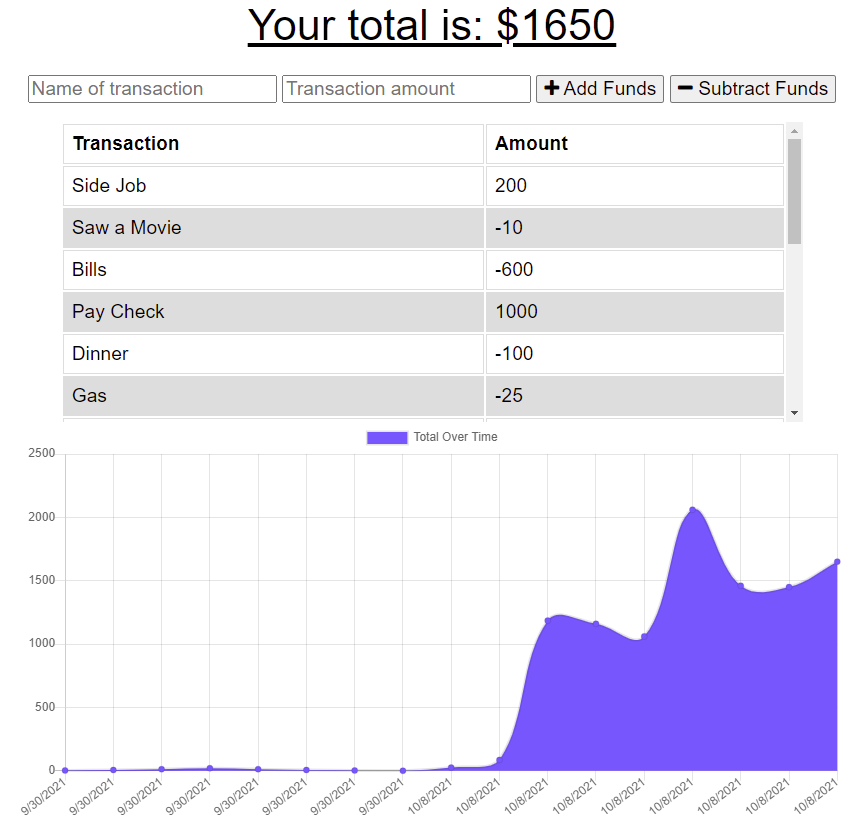 Your total is: $1650
Name of transaction Transaction amount + Add Funds − Subtract Funds
Transaction Amount
Side Job 200
Saw a Movie -10
Bills -600
Pay Check 1000
Dinner -100
Gas -25
Total Over Time
2500
2000
1500
1000
500
0
9/30/2021 9/30/2021 9/30/2021 9/30/2021 9/30/2021 9/30/2021 9/30/2021 9/30/2021 10/8/2021 10/8/2021 10/8/2021 10/8/2021 10/8/2021 10/8/2021 10/8/2021 10/8/2021 10/8/2021